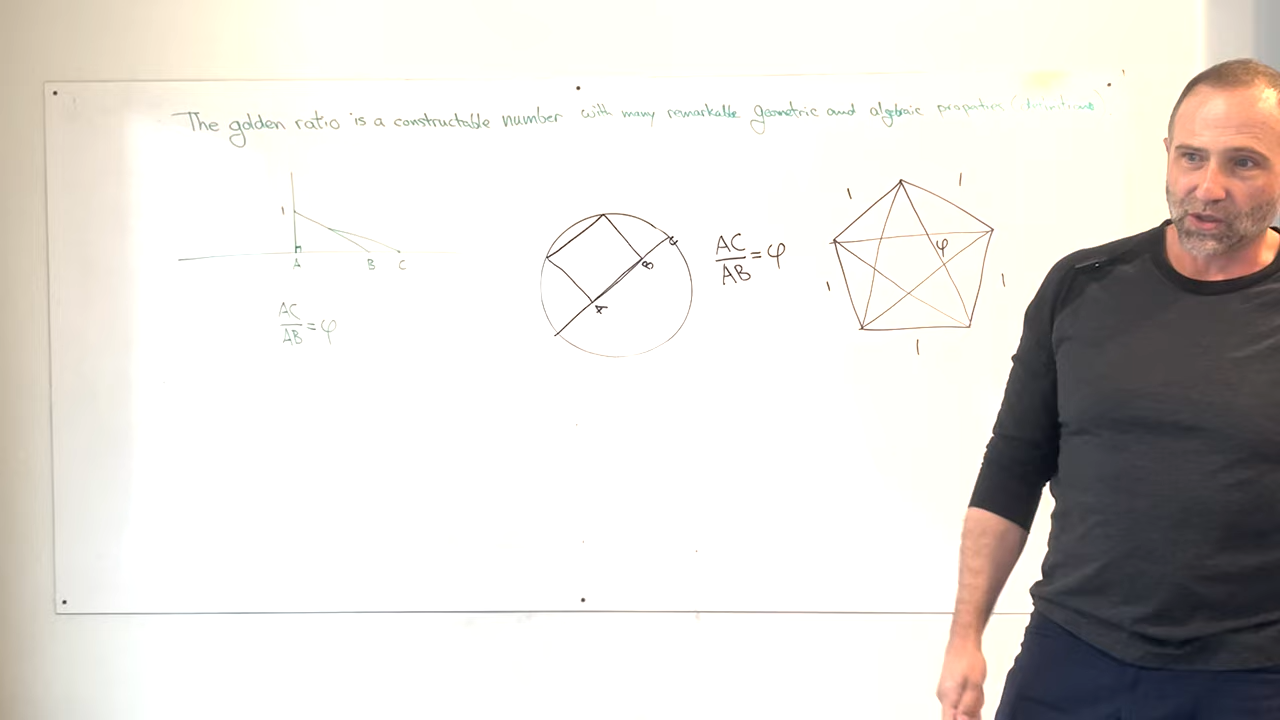 The golden ratio is a constructable number with many remarkable geometric and algebraic properties
1
A B C
AC
AB = φ
A B C
AC
AB = φ
1 1
φ
1 1
1